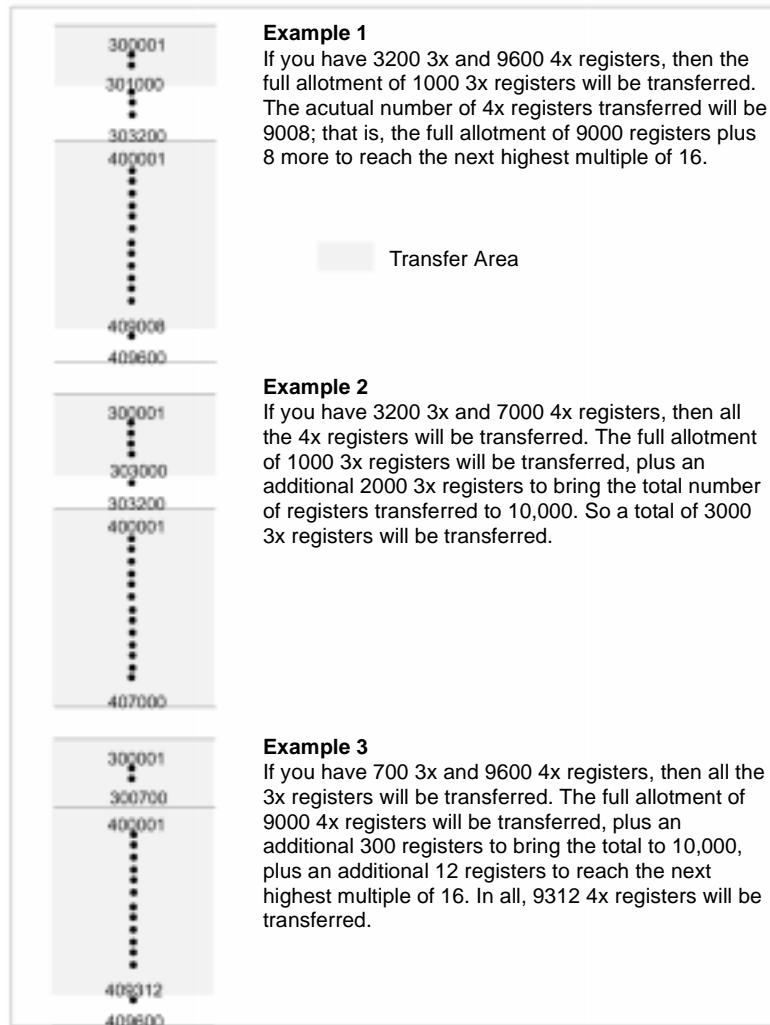 Example 1
If you have 3200 3x and 9600 4x registers, then the
full allotment of 1000 3x registers will be transferred.
The acutual number of 4x registers transferred will be
9008; that is, the full allotment of 9000 registers plus
8 more to reach the next highest multiple of 16.
300001
301000
303200
400001
409008
409600
Transfer Area
Example 2
If you have 3200 3x and 7000 4x registers, then all
the 4x registers will be transferred. The full allotment
of 1000 3x registers will be transferred, plus an
additional 2000 3x registers to bring the total number
of registers transferred to 10,000. So a total of 3000
3x registers will be transferred.
300001
303000
303200
400001
407000
Example 3
If you have 700 3x and 9600 4x registers, then all the
3x registers will be transferred. The full allotment of
9000 4x registers will be transferred, plus an
additional 300 registers to bring the total to 10,000,
plus an additional 12 registers to reach the next
highest multiple of 16. In all, 9312 4x registers will be
transferred.
300001
300700
400001
409312
409600